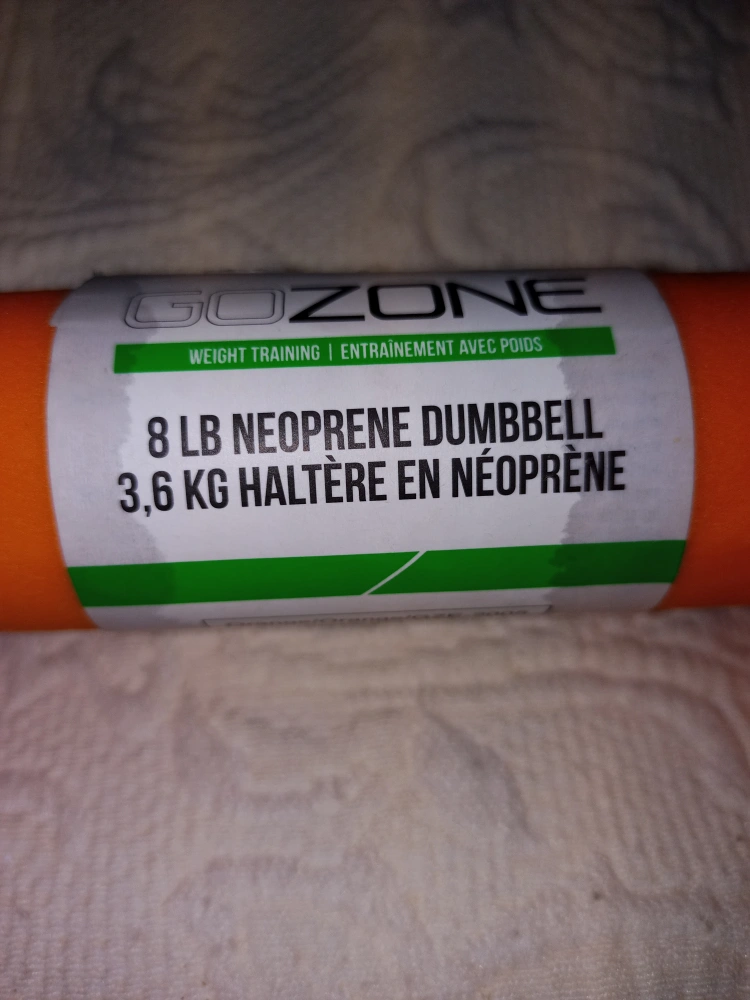 GOZONE
WEIGHT TRAINING | ENTRAÎNEMENT AVEC POIDS
8 LB NEOPRENE DUMBBELL
3,6 KG HALTÈRE EN NÉOPRÈNE